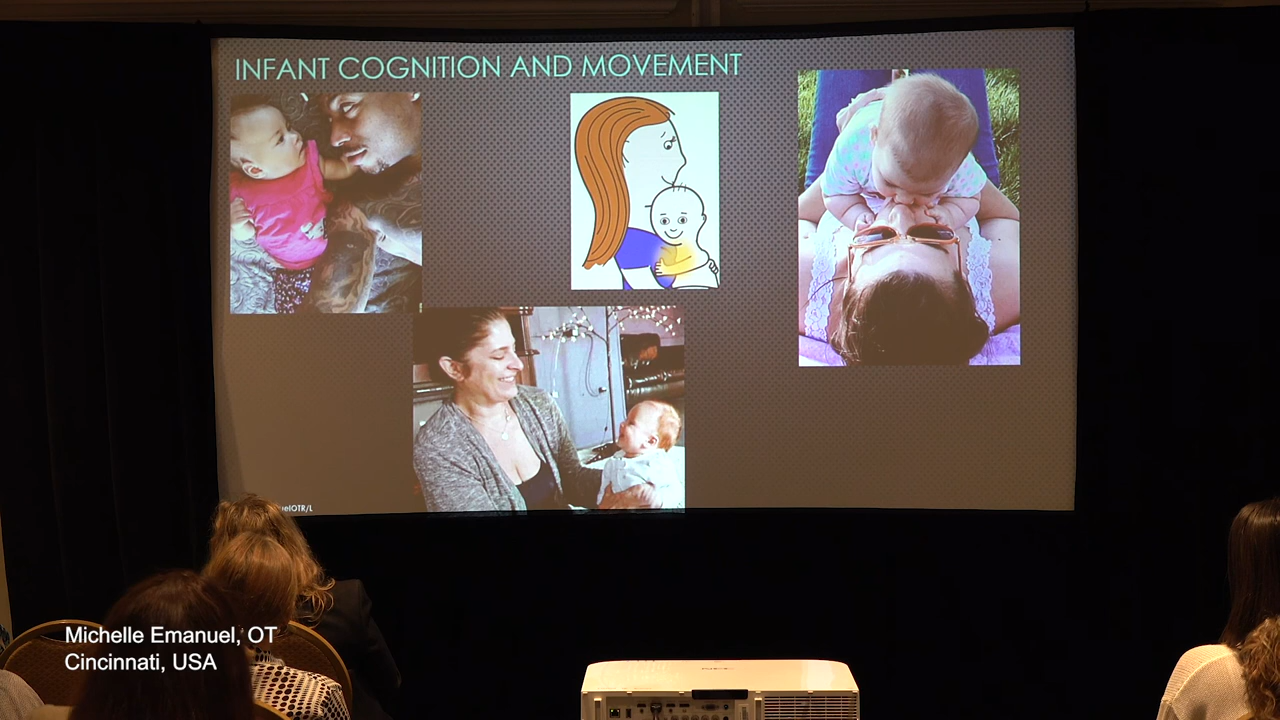 INFANT COGNITION AND MOVEMENT
Michelle Emanuel, OT
Cincinnati, USA